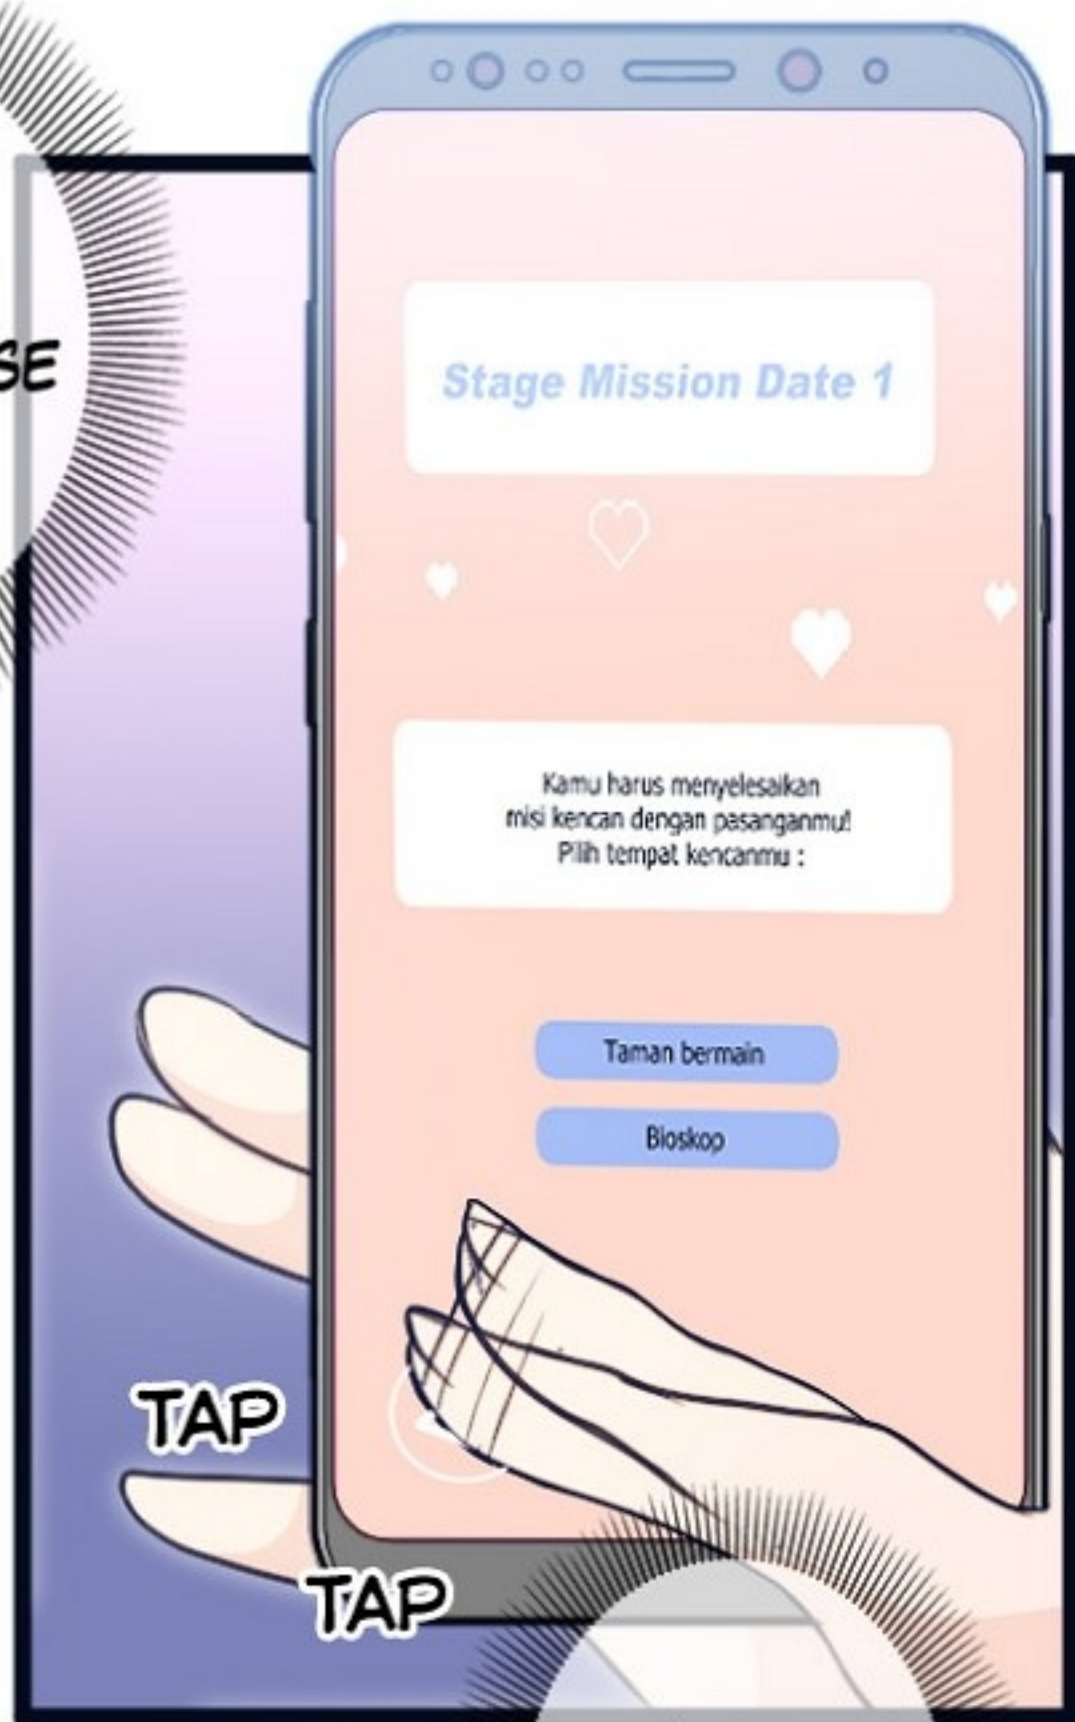 SE
Stage Mission Date 1
Kamu harus menyelesaikan
misi kencan dengan pasanganmu!
Pilih tempat kencanmu :
Taman bermain
Bioskop
TAP
TAP